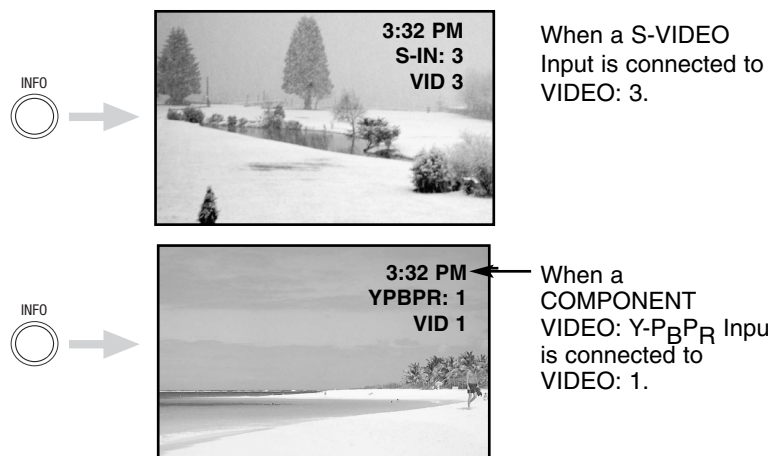 INFO
3:32 PM
S-IN: 3
VID 3
When a S-VIDEO
Input is connected to
VIDEO: 3.
INFO
3:32 PM
YPBPR: 1
VID 1
When a
COMPONENT
VIDEO: Y-PBPR Inpu
is connected to
VIDEO: 1.